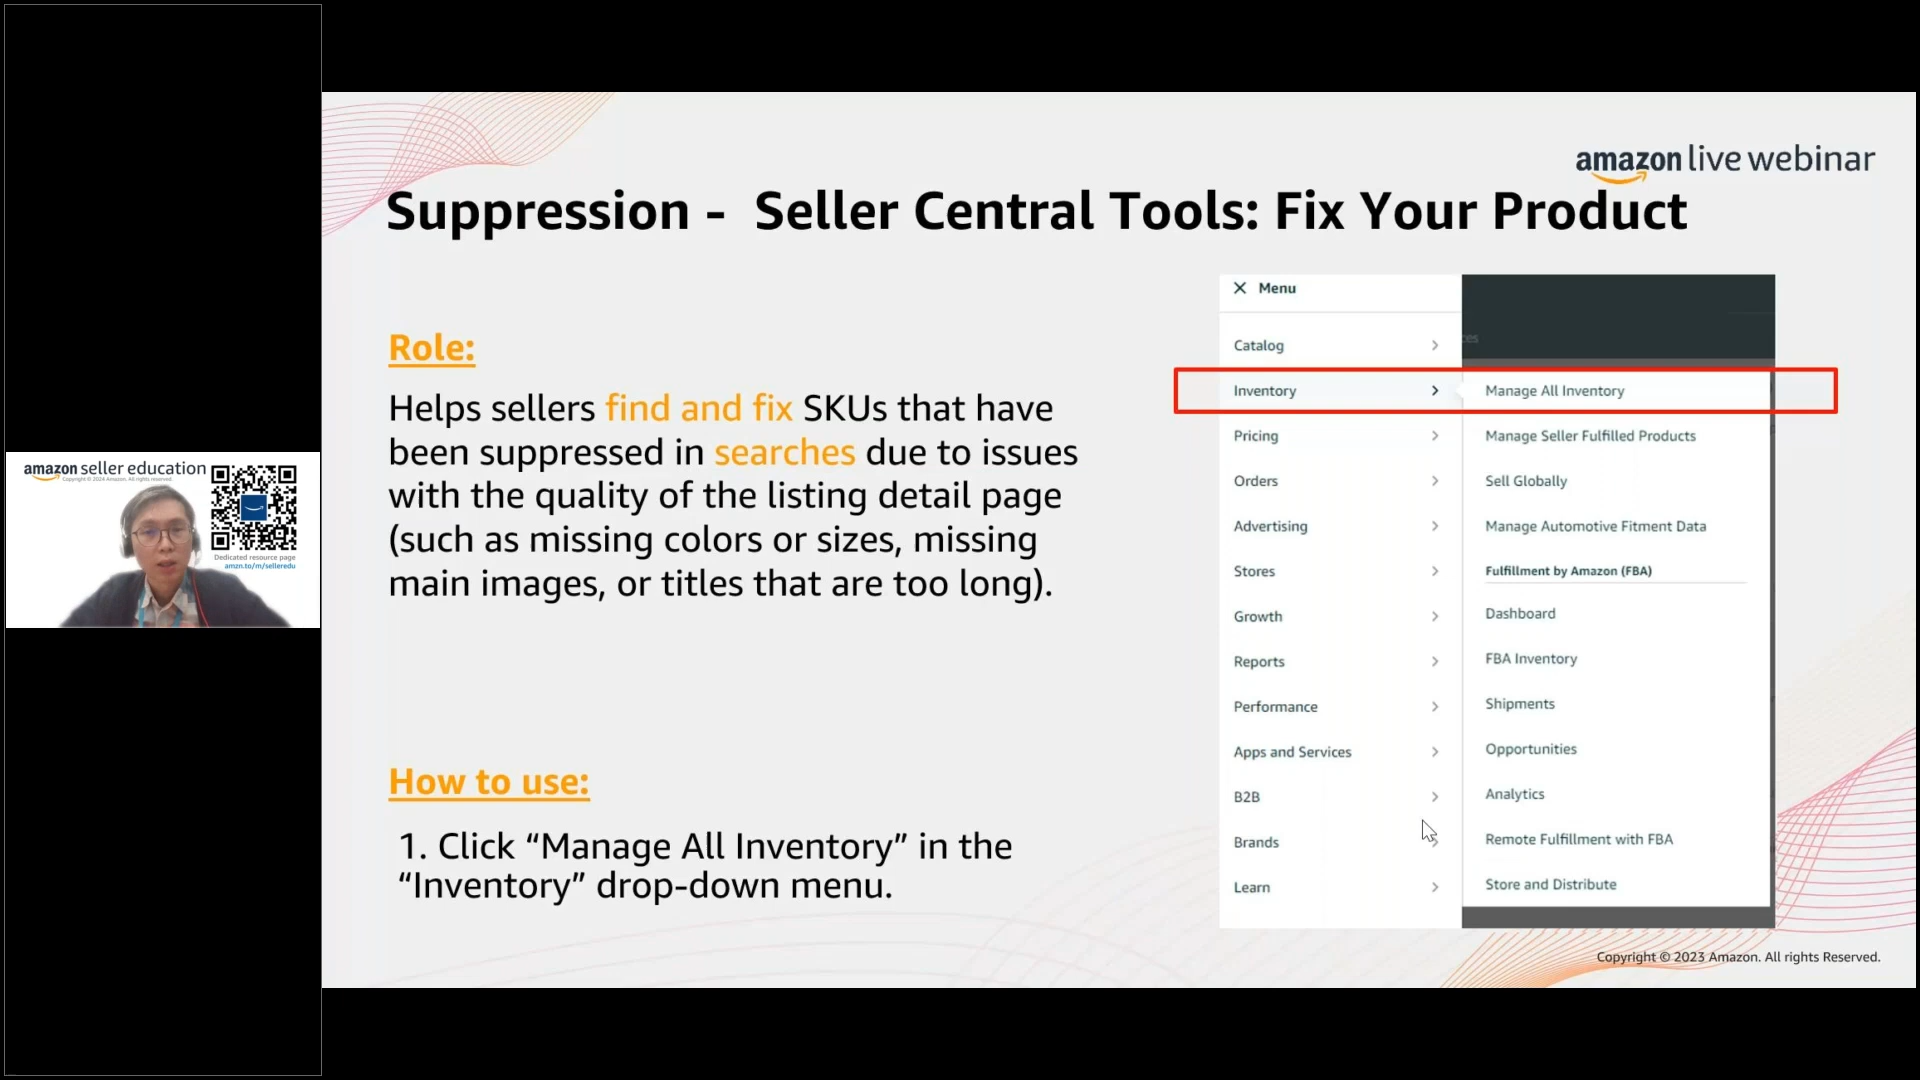 amazon seller education
Copyright © 2024 Amazon. All rights reserved.
Dedicated resource page
amzn.to/m/selleredu
amazon live webinar
Suppression - Seller Central Tools: Fix Your Product
Role:
Helps sellers find and fix SKUs that have
been suppressed in searches due to issues
with the quality of the listing detail page
(such as missing colors or sizes, missing
main images, or titles that are too long).
How to use:
1. Click “Manage All Inventory” in the
“Inventory” drop-down menu.
Menu
Catalog
Inventory
Pricing
Orders
Advertising
Stores
Growth
Reports
Performance
Apps and Services
B2B
Brands
Learn
Manage All Inventory
Manage Seller Fulfilled Products
Sell Globally
Manage Automotive Fitment Data
Fulfillment by Amazon (FBA)
Dashboard
FBA Inventory
Shipments
Opportunities
Analytics
Remote Fulfillment with FBA
Store and Distribute
Copyright © 2023 Amazon. All rights Reserved.